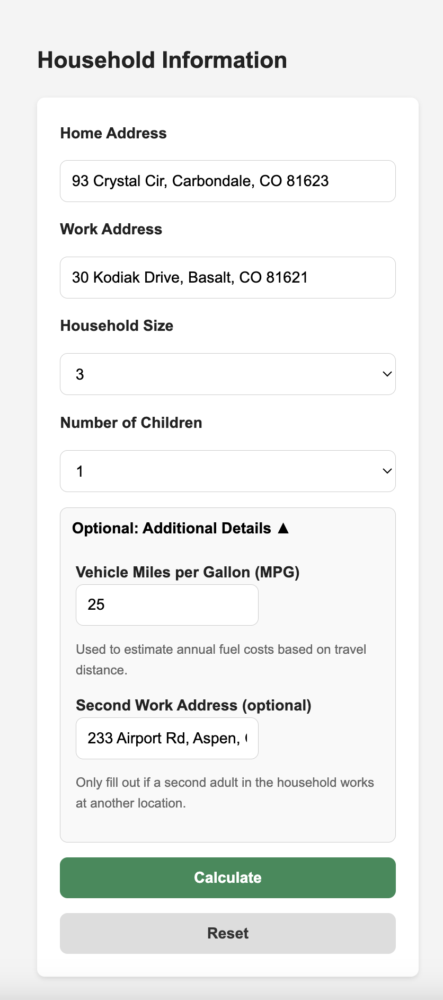 Household Information
Home Address
93 Crystal Cir, Carbondale, CO 81623
Work Address
30 Kodiak Drive, Basalt, CO 81621
Household Size
3
Number of Children
1
Optional: Additional Details ▲
Vehicle Miles per Gallon (MPG)
25
Used to estimate annual fuel costs based on travel
distance.
Second Work Address (optional)
233 Airport Rd, Aspen,
Only fill out if a second adult in the household works
at another location.
Calculate
Reset